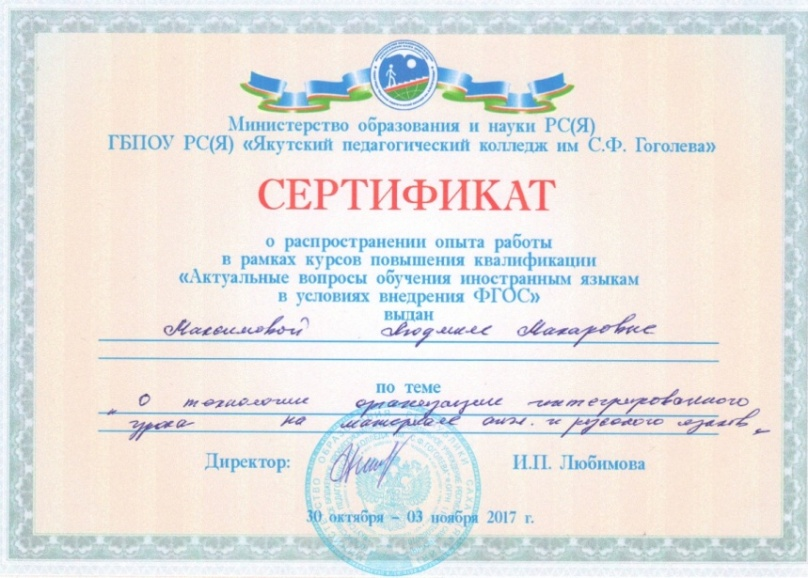 Министерство образования и науки РС(Я)
ГБПОУ РС(Я) «Якутский педагогический колледж им С.Ф. Гоголева»
СЕРТИФИКАТ
о распространении опыта работы
в рамках курсов повышения квалификации
«Актуальные вопросы обучения иностранным языкам
в условиях внедрения ФГОС»
выдан
Максимовой Людмиле Макаровне
по теме
"О технологии организации интегрированного
урока на материале англ. и русского языков"
Директор: И.П. Любимова
30 октября – 03 ноября 2017 г.